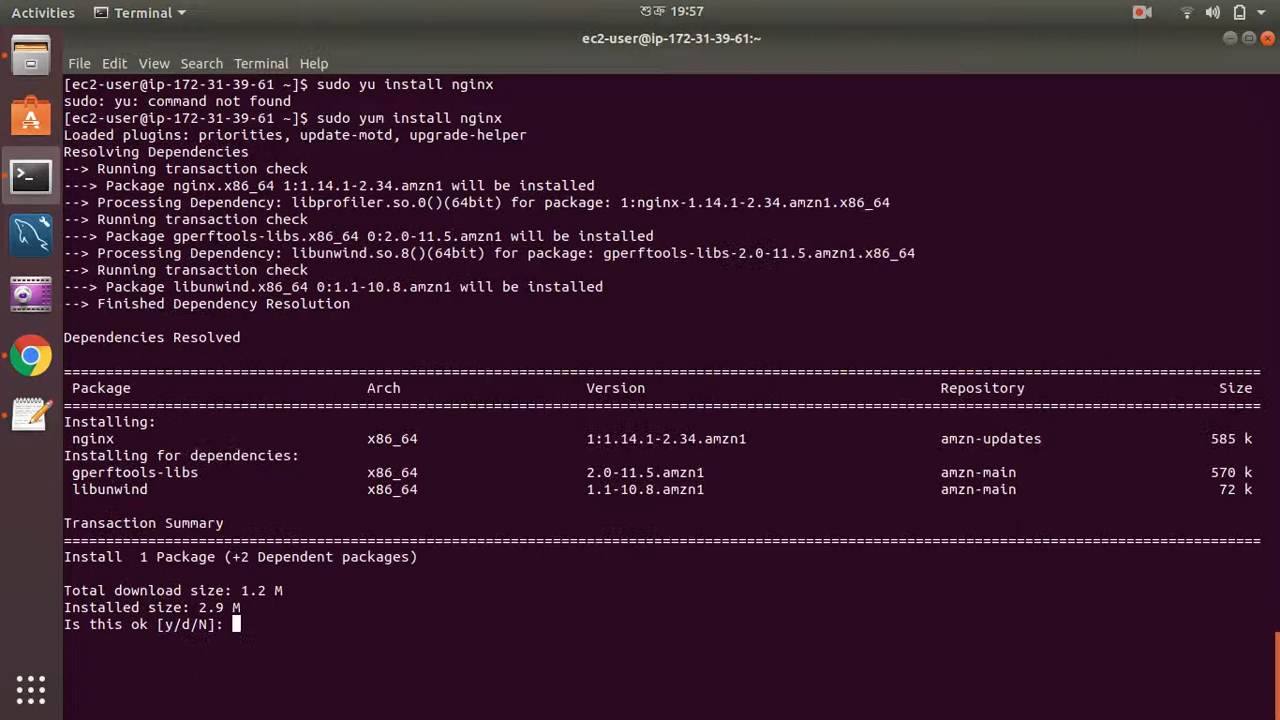 Activities Terminal শুক্র 19:57
ec2-user@ip-172-31-39-61:~
File Edit View Search Terminal Help
[ec2-user@ip-172-31-39-61 ~]$ sudo yu install nginx
sudo: yu: command not found
[ec2-user@ip-172-31-39-61 ~]$ sudo yum install nginx
Loaded plugins: priorities, update-motd, upgrade-helper
Resolving Dependencies
--> Running transaction check
---> Package nginx.x86_64 1:1.14.1-2.34.amzn1 will be installed
--> Processing Dependency: libprofiler.so.0()(64bit) for package: 1:nginx-1.14.1-2.34.amzn1.x86_64
--> Running transaction check
---> Package gperftools-libs.x86_64 0:2.0-11.5.amzn1 will be installed
--> Processing Dependency: libunwind.so.8()(64bit) for package: gperftools-libs-2.0-11.5.amzn1.x86_64
--> Running transaction check
---> Package libunwind.x86_64 0:1.1-10.8.amzn1 will be installed
--> Finished Dependency Resolution
Dependencies Resolved
Package Arch Version Repository Size
Installing:
nginx x86_64 1:1.14.1-2.34.amzn1 amzn-updates 585 k
Installing for dependencies:
gperftools-libs x86_64 2.0-11.5.amzn1 amzn-main 570 k
libunwind x86_64 1.1-10.8.amzn1 amzn-main 72 k
Transaction Summary
Install 1 Package (+2 Dependent packages)
Total download size: 1.2 M
Installed size: 2.9 M
Is this ok [y/d/N]: